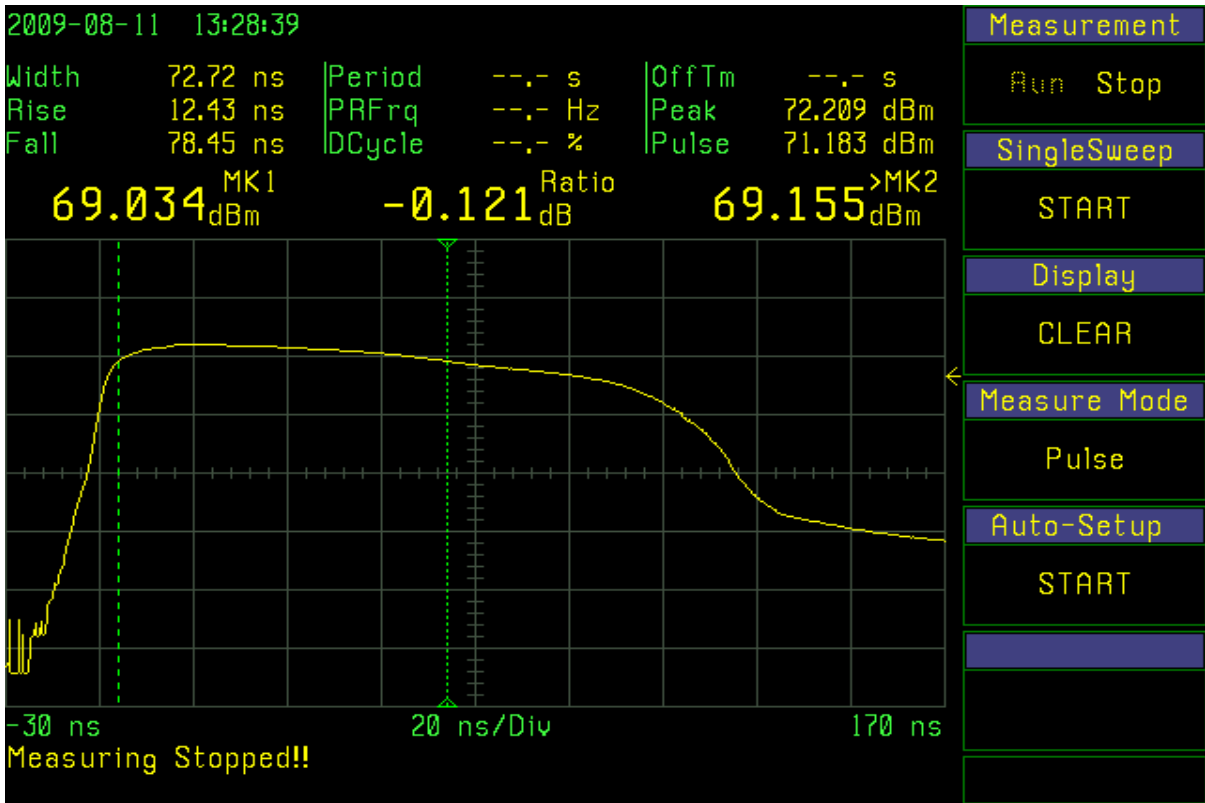 2009-08-11 13:28:39
Width 72.72 ns Period --.- s OffTm --.- s
Rise 12.43 ns PRFrq --.- Hz Peak 72.209 dBm
Fall 78.45 ns DCycle --.- % Pulse 71.183 dBm
69.034 dBm MK1 -0.121 dB Ratio 69.155 dBm >MK2
-30 ns 20 ns/Div 170 ns
Measuring Stopped!!
Measurement
Run Stop
SingleSweep
START
Display
CLEAR
Measure Mode
Pulse
Auto-Setup
START